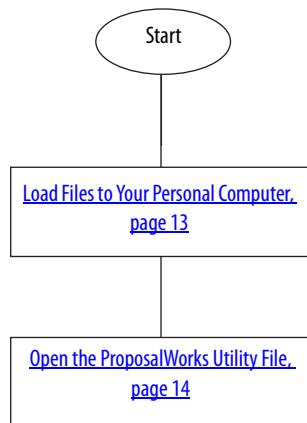 Start
Load Files to Your Personal Computer,
page 13
Open the ProposalWorks Utility File,
page 14